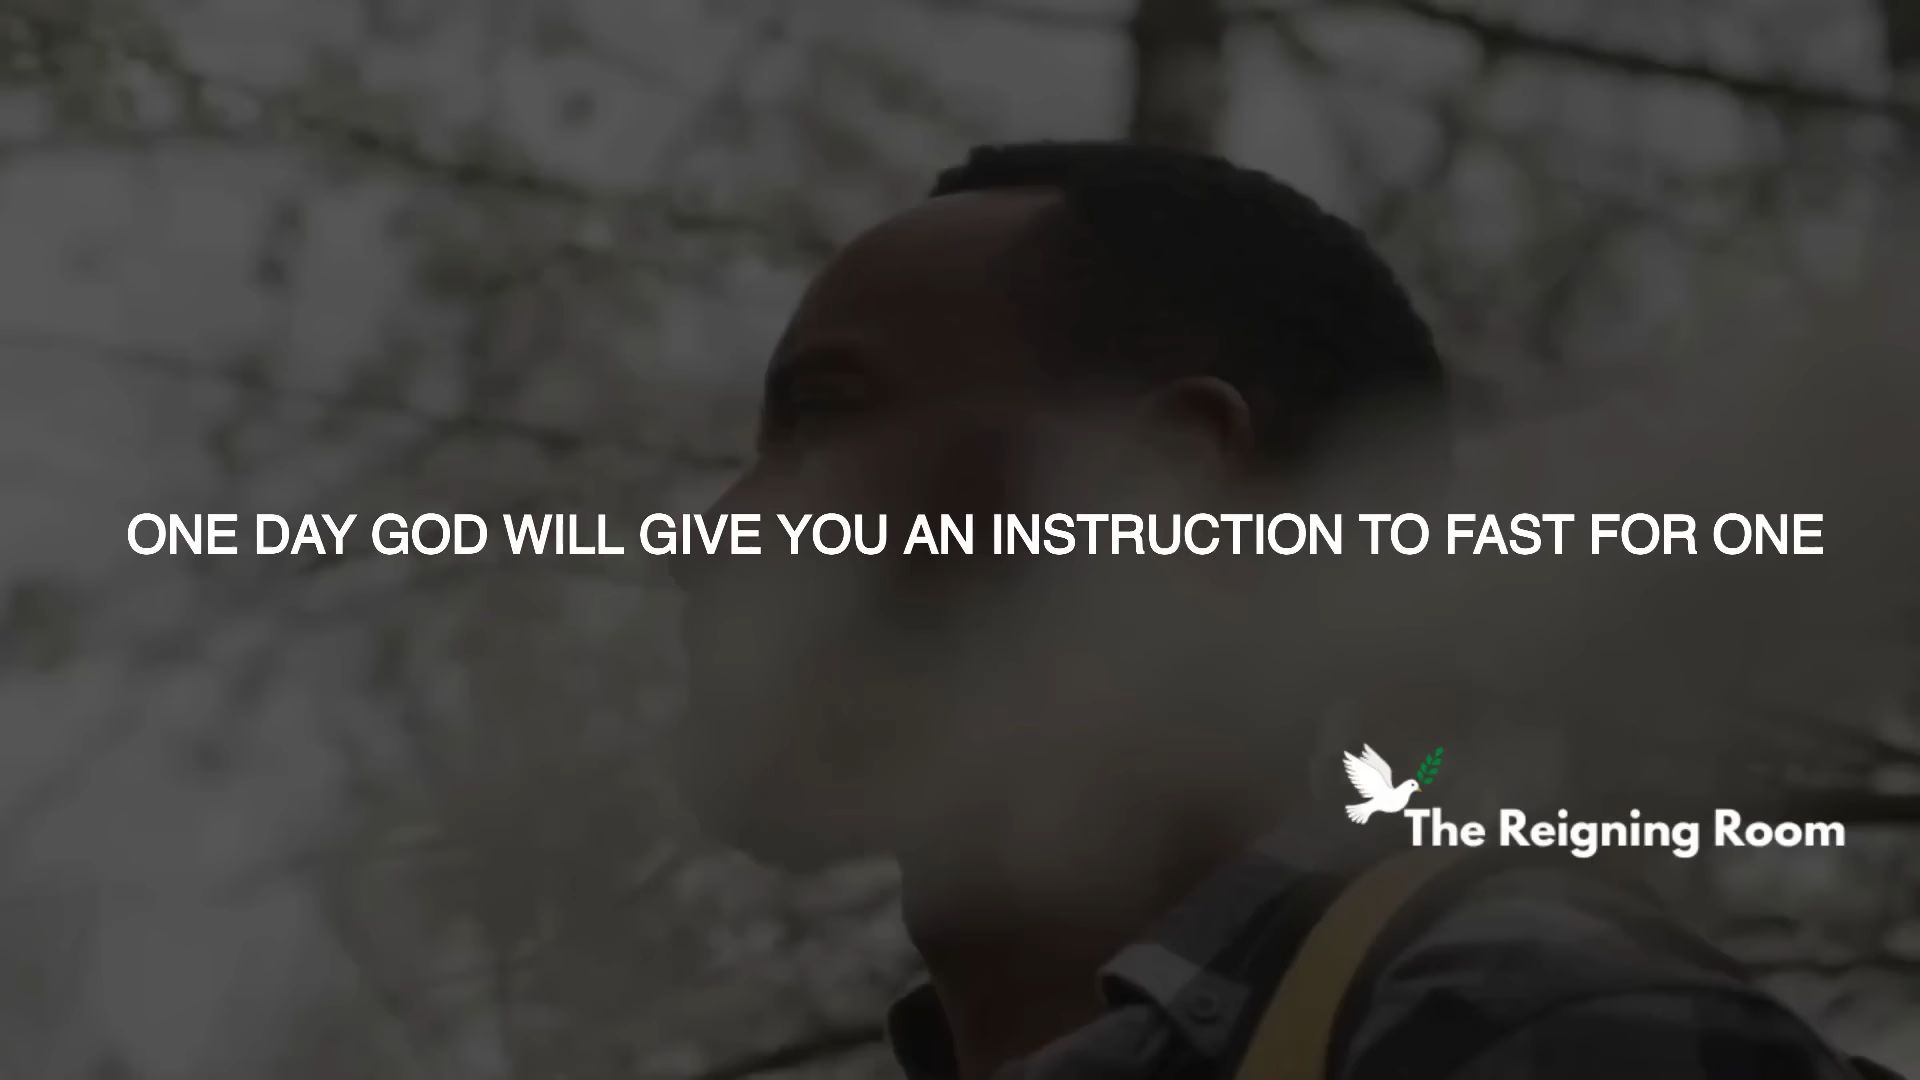 ONE DAY GOD WILL GIVE YOU AN INSTRUCTION TO FAST FOR ONE
The Reigning Room